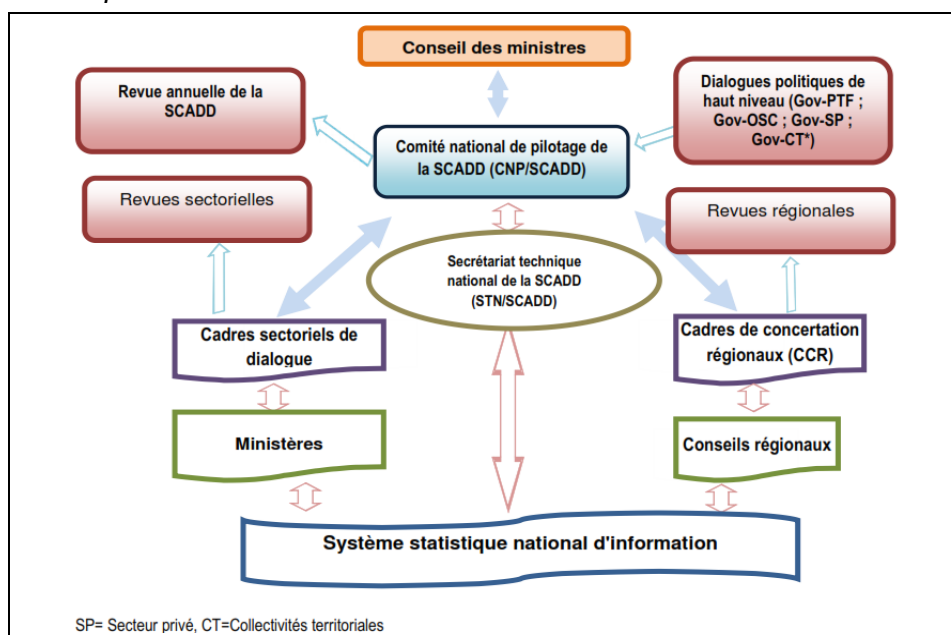 Conseil des ministres
Revue annuelle de la
SCADD
Dialogues politiques de
haut niveau (Gov-PTF ;
Gov-OSC ; Gov-SP ;
Gov-CT*)
Comité national de pilotage de
la SCADD (CNP/SCADD)
Revues sectorielles
Revues régionales
Secrétariat technique
national de la SCADD
(STN/SCADD)
Cadres sectoriels de
dialogue
Cadres de concertation
régionaux (CCR)
Ministères
Conseils régionaux
Système statistique national d'information
SP= Secteur privé, CT=Collectivités territoriales